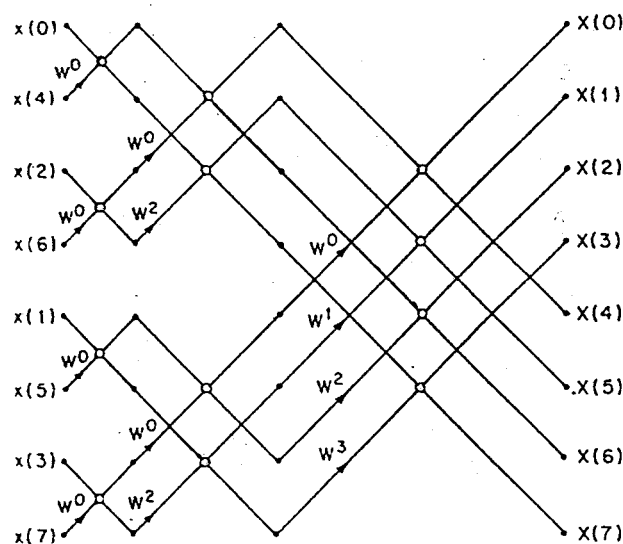 x(0) X(0)
W⁰
x(4) X(1)
W⁰
x(2) X(2)
W⁰ W²
x(6) W⁰ X(3)
x(1) W¹ X(4)
W⁰
x(5) W² X(5)
W⁰
x(3) W³ X(6)
W⁰ W²
x(7) X(7)